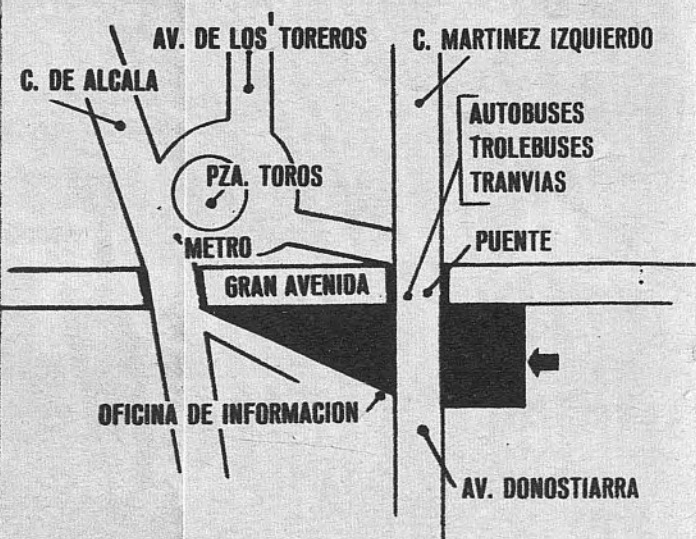 AV. DE LOS TOREROS
C. MARTINEZ IZQUIERDO
C. DE ALCALA
AUTOBUSES
TROLEBUSES
TRANVIAS
PZA. TOROS
METRO
PUENTE
GRAN AVENIDA
OFICINA DE INFORMACION
AV. DONOSTIARRA